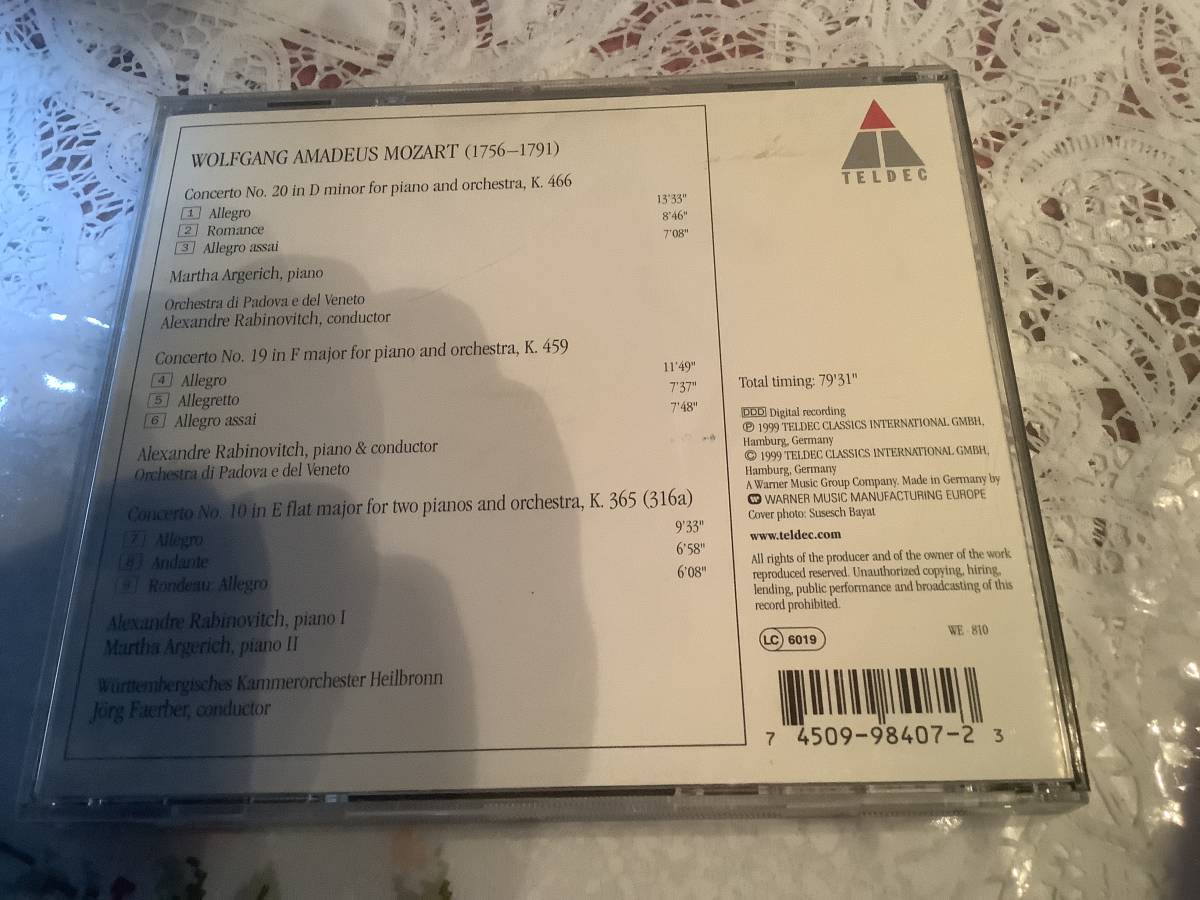 WOLFGANG AMADEUS MOZART (1756–1791)
Concerto No. 20 in D minor for piano and orchestra, K. 466
1 Allegro 13'33"
2 Romance 8'46"
3 Allegro assai 7'08"
Martha Argerich, piano
Orchestra di Padova e del Veneto
Alexandre Rabinovitch, conductor
Concerto No. 19 in F major for piano and orchestra, K. 459
4 Allegro 11'49"
5 Allegretto 7'37"
6 Allegro assai 7'48"
Alexandre Rabinovitch, piano & conductor
Orchestra di Padova e del Veneto
Concerto No. 10 in E flat major for two pianos and orchestra, K. 365 (316a)
7 Allegro 9'33"
8 Andante 6'58"
9 Rondeau: Allegro 6'08"
Alexandre Rabinovitch, piano I
Martha Argerich, piano II
Württembergisches Kammerorchester Heilbronn
Jörg Faerber, conductor
TELDEC
Total timing: 79'31"
DDD Digital recording
℗ 1999 TELDEC CLASSICS INTERNATIONAL GMBH,
Hamburg, Germany
© 1999 TELDEC CLASSICS INTERNATIONAL GMBH,
Hamburg, Germany
A Warner Music Group Company. Made in Germany by
WARNER MUSIC MANUFACTURING EUROPE
Cover photo: Susesch Bayat
www.teldec.com
All rights of the producer and of the owner of the work
reproduced reserved. Unauthorized copying, hiring,
lending, public performance and broadcasting of this
record prohibited.
LC 6019
WE 810
7 45099-98407-2 3